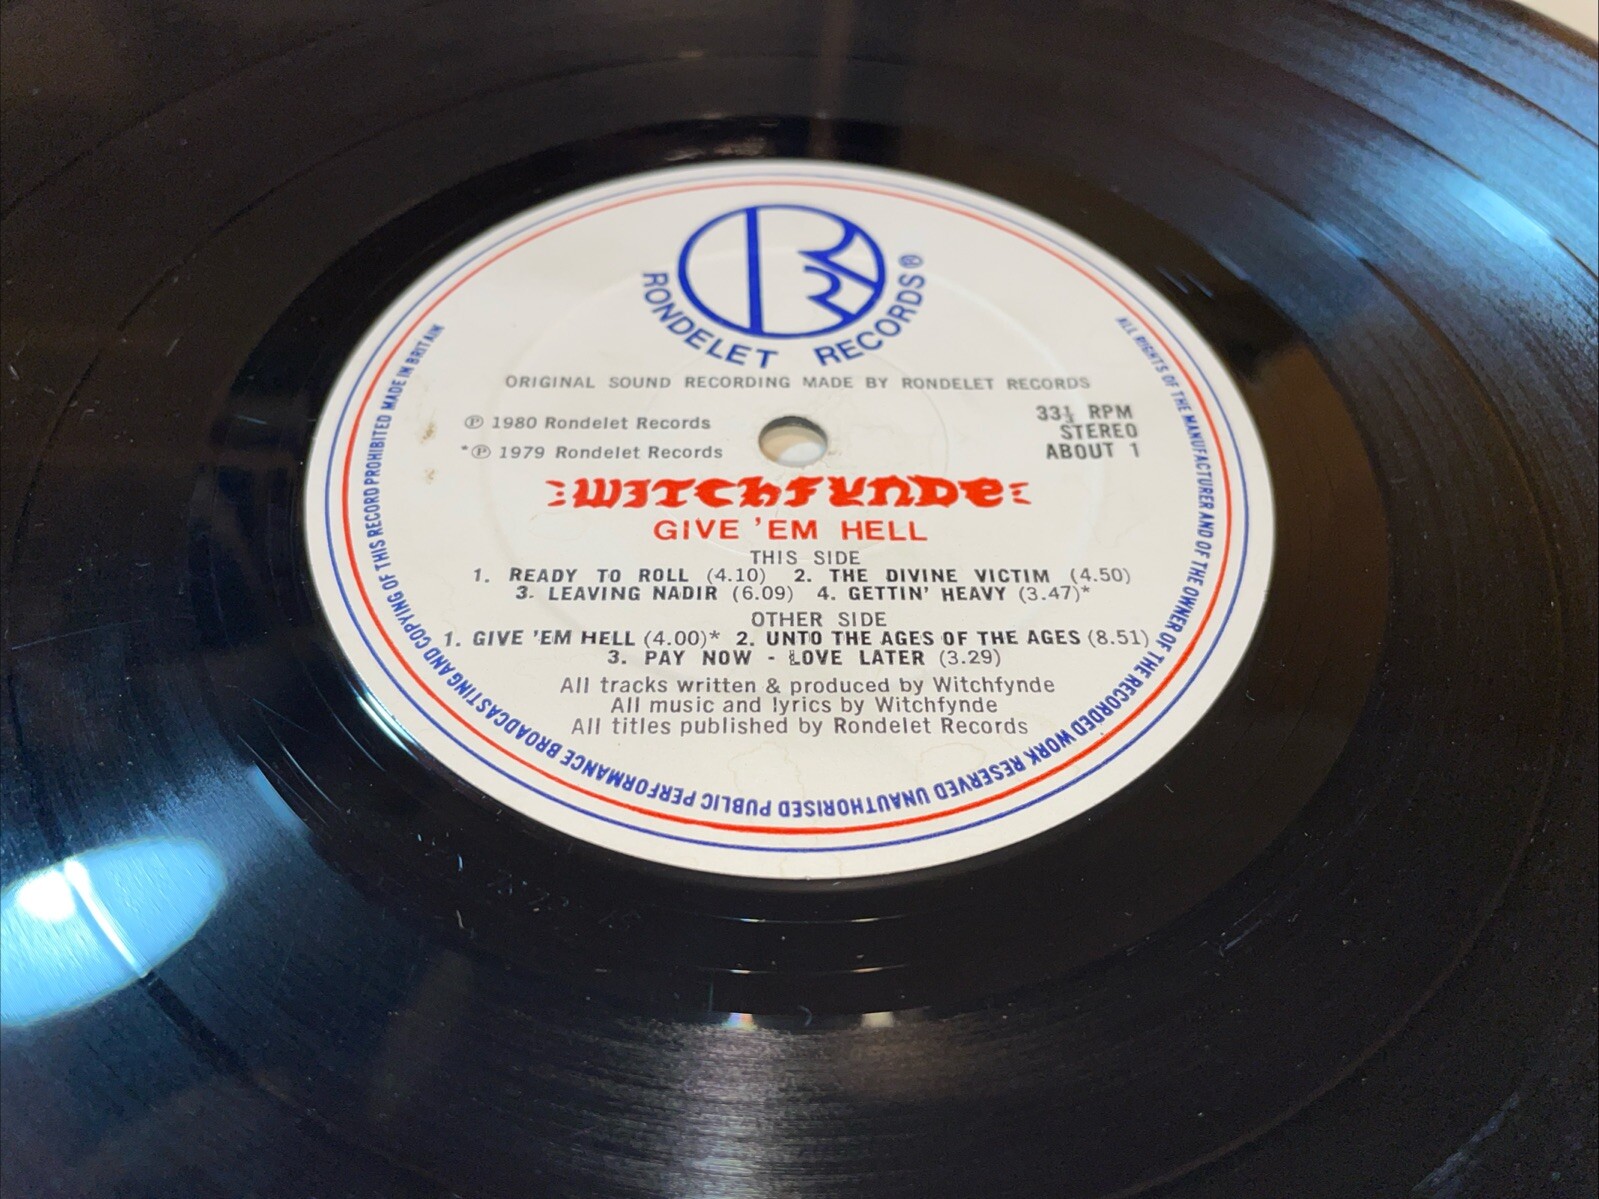 RONDELET RECORDS®
ORIGINAL SOUND RECORDING MADE BY RONDELET RECORDS
℗ 1980 Rondelet Records
*℗ 1979 Rondelet Records
33⅓ RPM
STEREO
ABOUT 1
WITCHFYNDE
GIVE 'EM HELL
THIS SIDE
1. READY TO ROLL (4.10) 2. THE DIVINE VICTIM (4.50)
3. LEAVING NADIR (6.09) 4. GETTIN' HEAVY (3.47)*
OTHER SIDE
1. GIVE 'EM HELL (4.00)* 2. UNTO THE AGES OF THE AGES (8.51)
3. PAY NOW - LOVE LATER (3.29)
All tracks written & produced by Witchfynde
All music and lyrics by Witchfynde
All titles published by Rondelet Records
ALL RIGHTS OF THE MANUFACTURER AND OF THE OWNER OF THE RECORDED WORK RESERVED UNAUTHORISED PUBLIC PERFORMANCE BROADCASTING AND COPYING OF THIS RECORD PROHIBITED MADE IN BRITAIN